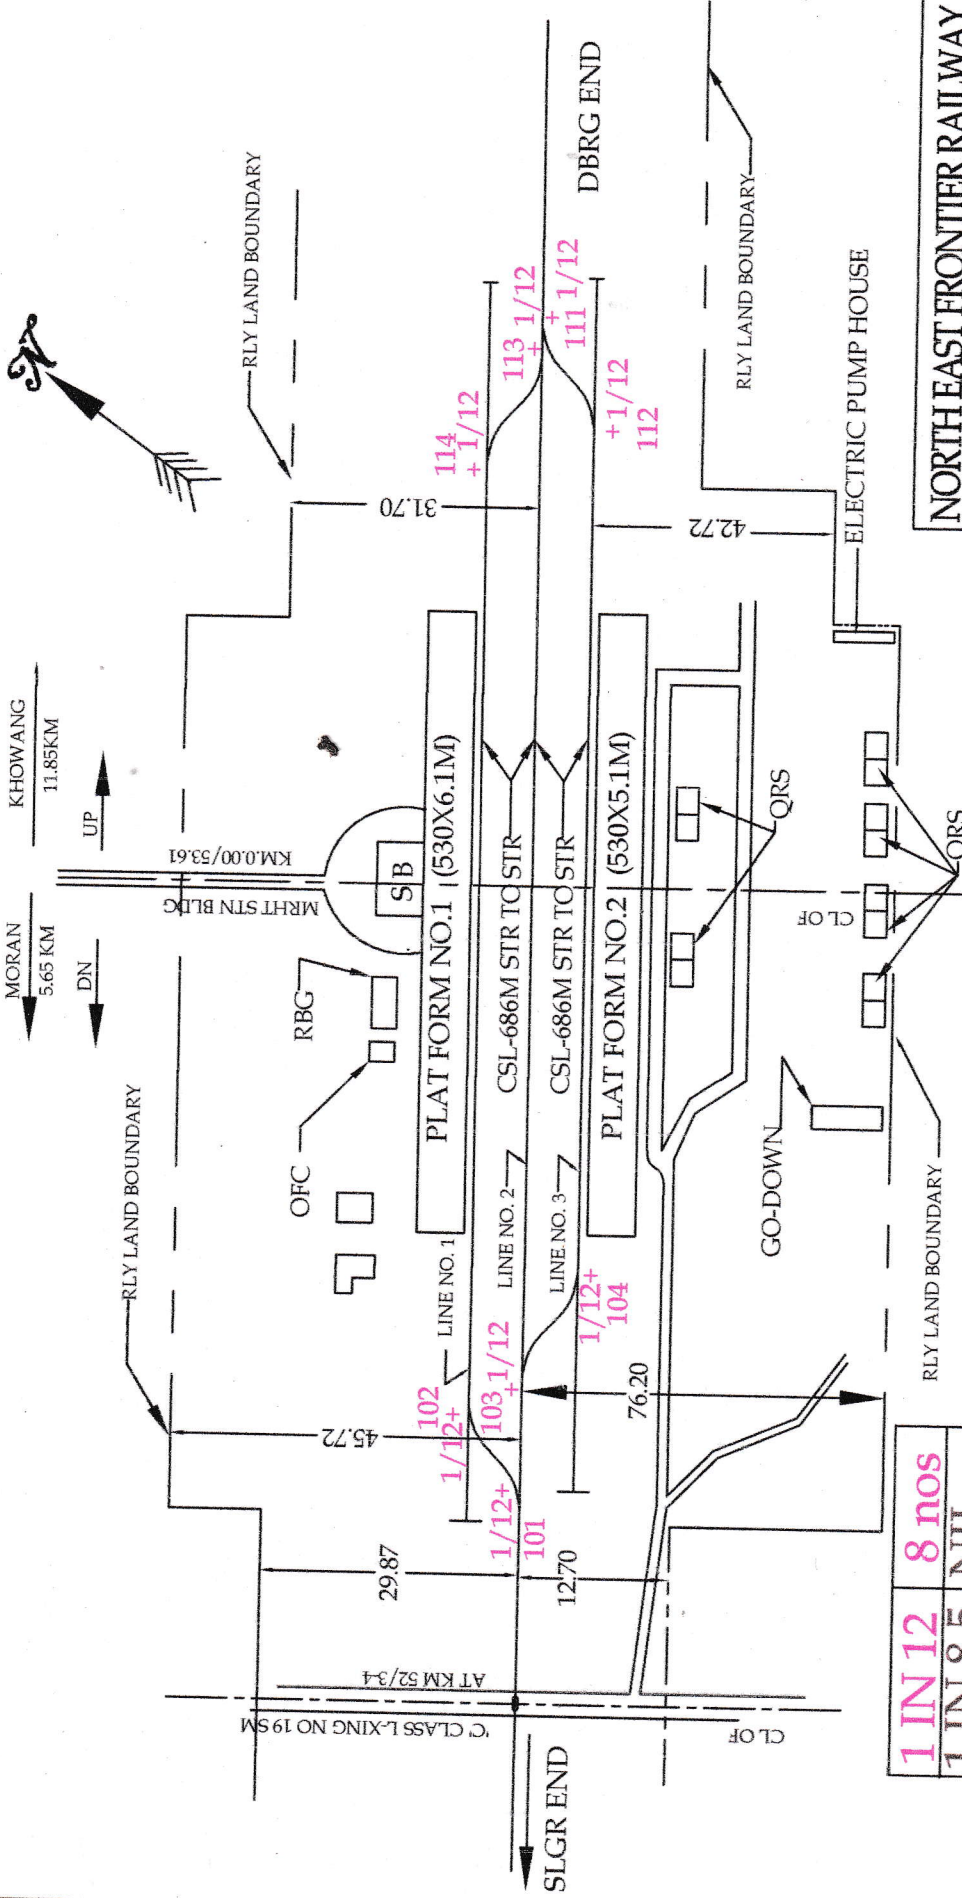 MORAN
5.65 KM
KHOWANG
11.85KM
DN
UP
MRHT STN BLDG
KM.0.00/53.61
RLY LAND BOUNDARY
RLY LAND BOUNDARY
N
OFC
RBG
S B
45.72
31.70
29.87
PLAT FORM NO.1 (530X6.1M)
LINE NO. 1
102
1/12+
114
+ 1/12
103
+ 1/12
113
+ 1/12
LINE NO. 2
CSL-686M STR TO STR
1/12+
101
+
111 1/12
DBRG END
LINE NO. 3
CSL-686M STR TO STR
1/12+
104
+ 1/12
112
PLAT FORM NO.2 (530X5.1M)
SLGR END
'C' CLASS L-XING NO 19 SM
AT KM 52/3-4
CL OF
12.70
76.20
42.72
RLY LAND BOUNDARY
QRS
CL OF
GO-DOWN
ELECTRIC PUMP HOUSE
RLY LAND BOUNDARY
QRS
1 IN 12 8 nos
1 IN 8.5 NIL
NORTH EAST FRONTIER RAILWAY